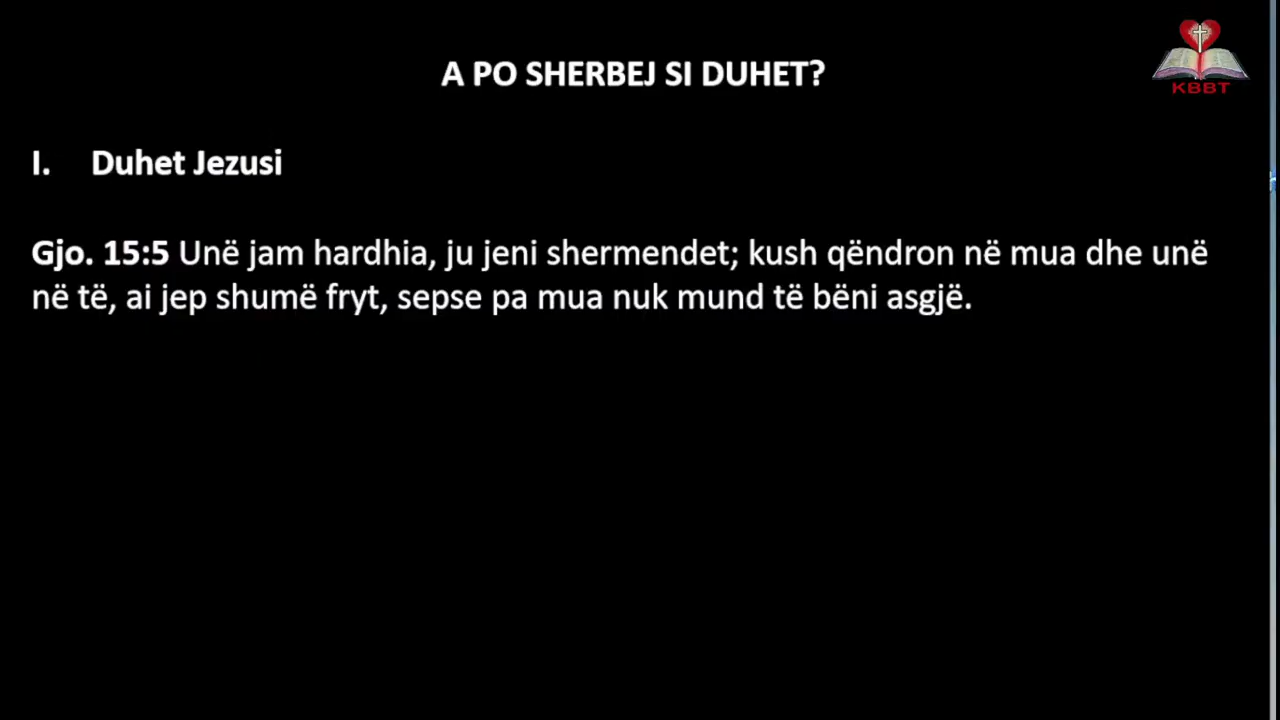 A PO SHERBEJ SI DUHET?
KBBT
I. Duhet Jezusi
Gjo. 15:5 Unë jam hardhia, ju jeni shermendet; kush qëndron në mua dhe unë
në të, ai jep shumë fryt, sepse pa mua nuk mund të bëni asgjë.